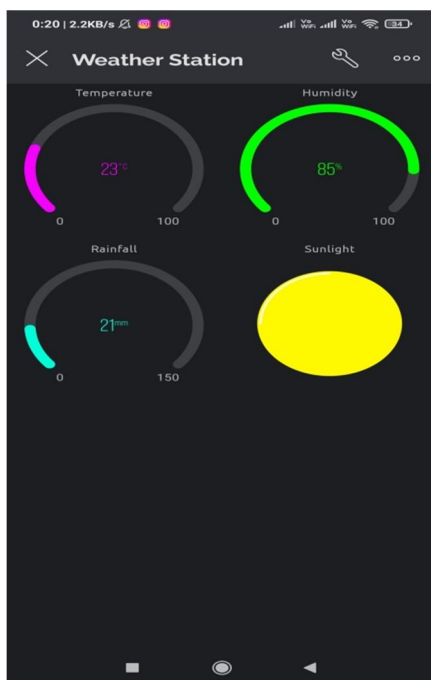 0:20 | 2.2KB/s
Vo WiFi
Vo WiFi
34
Weather Station
Temperature
Humidity
23°C
85%
0
100
0
100
Rainfall
Sunlight
21mm
0
150